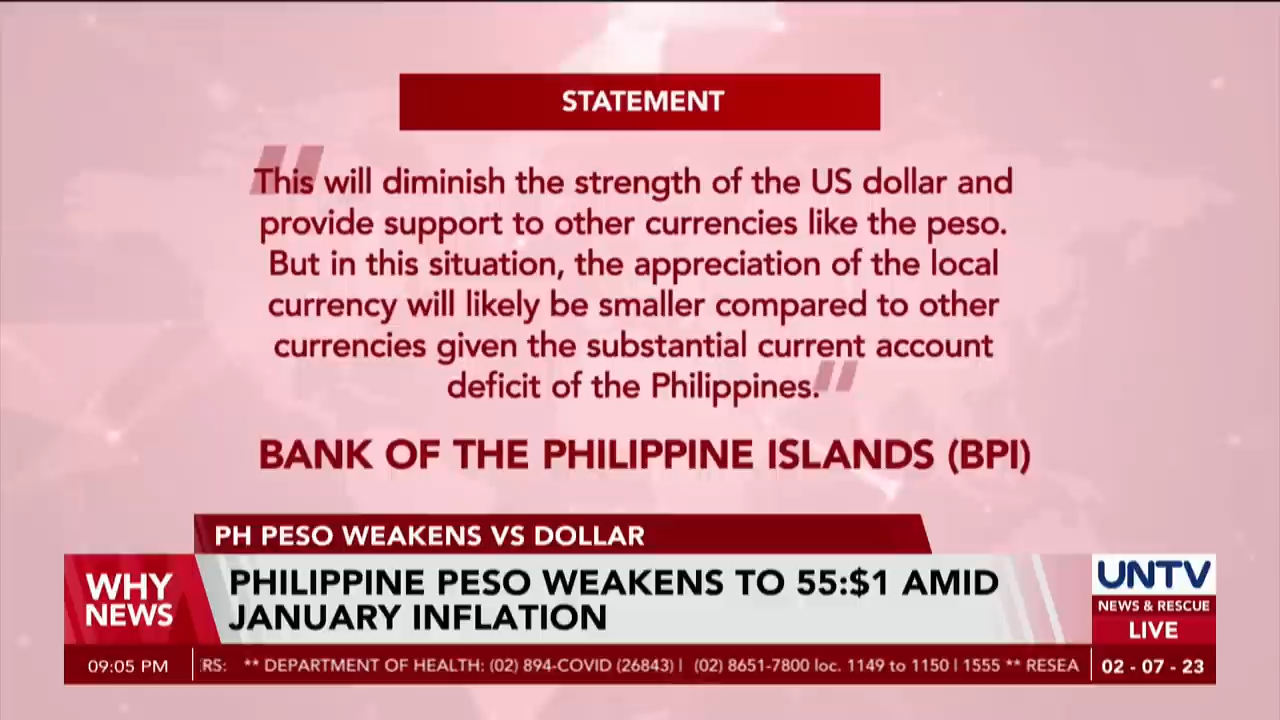 STATEMENT
"This will diminish the strength of the US dollar and
provide support to other currencies like the peso.
But in this situation, the appreciation of the local
currency will likely be smaller compared to other
currencies given the substantial current account
deficit of the Philippines."
BANK OF THE PHILIPPINE ISLANDS (BPI)
PH PESO WEAKENS VS DOLLAR
WHY
NEWS
PHILIPPINE PESO WEAKENS TO 55:$1 AMID
JANUARY INFLATION
UNTV
NEWS & RESCUE
LIVE
09:05 PM
RS: ** DEPARTMENT OF HEALTH: (02) 894-COVID (26843) | (02) 8651-7800 loc. 1149 to 1150 | 1555 ** RESEA
02 - 07 - 23